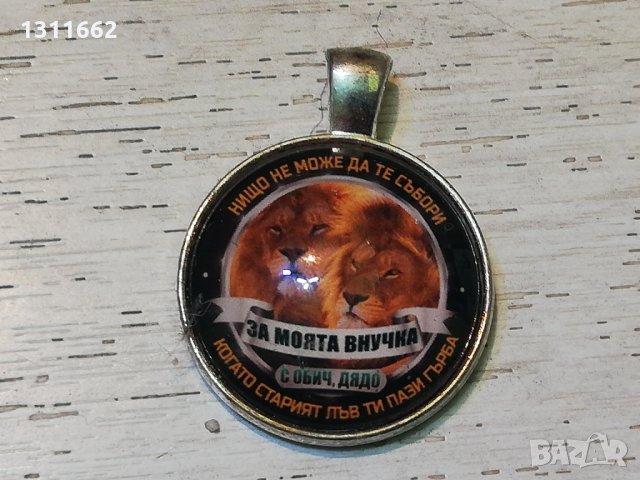 1311662
НИЩО НЕ МОЖЕ ДА ТЕ СЪБОРИ
ЗА МОЯТА ВНУЧКА
С ОБИЧ, ДЯДО
КОГАТО СТАРИЯТ ЛЪВ ТИ ПАЗИ ГЪРБА
BAZAR